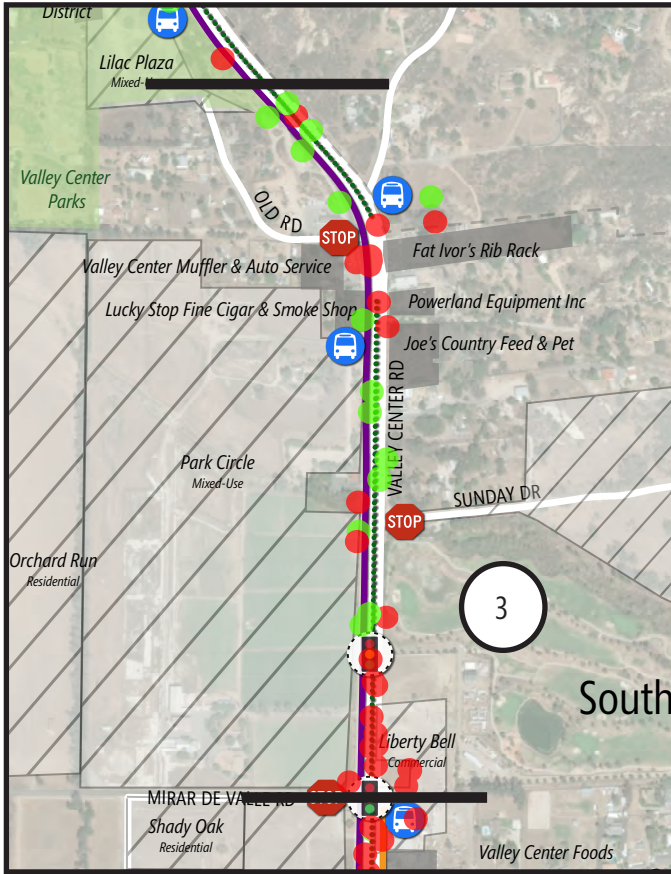 District
Lilac Plaza
Valley Center
Parks
OLD RD
STOP
Fat Ivor's Rib Rack
Valley Center Muffler & Auto Service
Lucky Stop Fine Cigar & Smoke Shop
Powerland Equipment Inc
Joe's Country Feed & Pet
VALLEY CENTER RD
Park Circle
Mixed-Use
SUNDAY DR
STOP
Orchard Run
Residential
3
South
Liberty Bell
Commercial
MIRAR DE VALLE RD
Shady Oak
Residential
Valley Center Foods